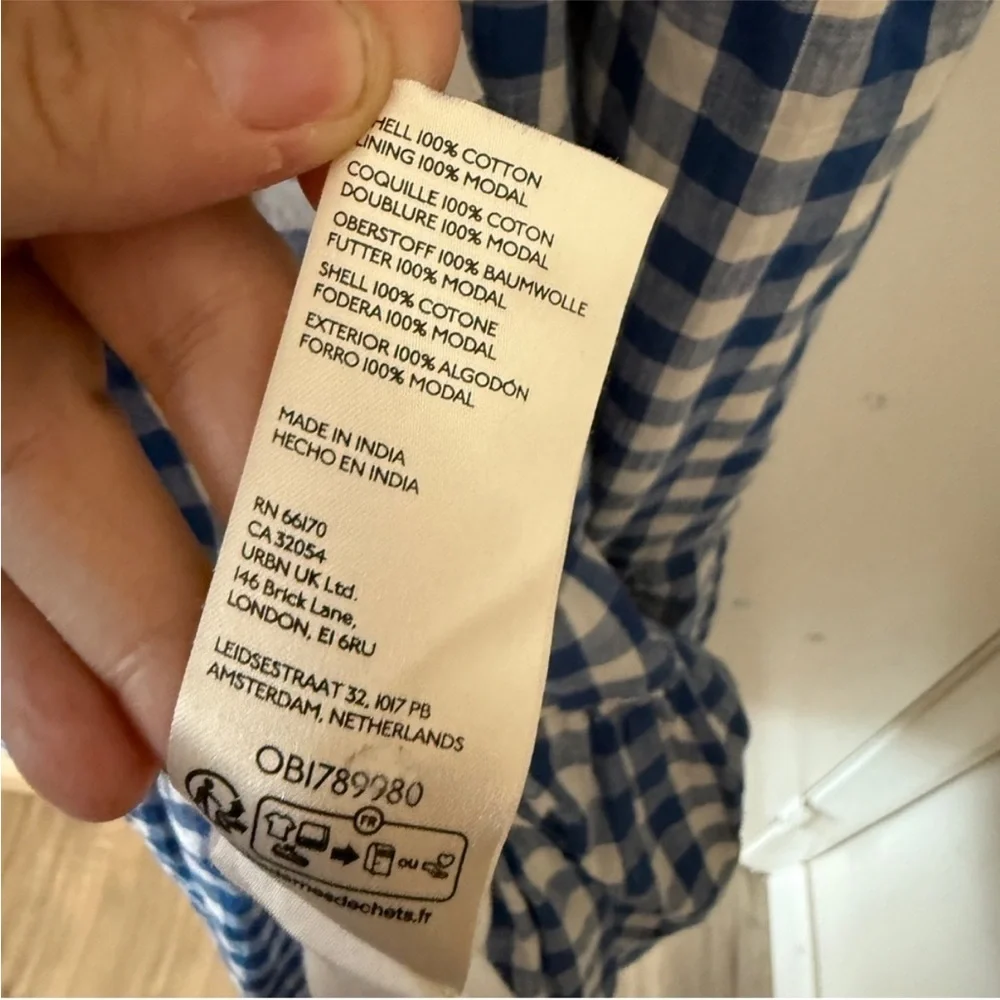 HELL 100% COTTON
LINING 100% MODAL
COQUILLE 100% COTON
DOUBLURE 100% MODAL
OBERSTOFF 100% BAUMWOLLE
FUTTER 100% MODAL
SHELL 100% COTONE
FODERA 100% MODAL
EXTERIOR 100% ALGODÓN
FORRO 100% MODAL
MADE IN INDIA
HECHO EN INDIA
RN 66170
CA 32054
URBN UK Ltd.
146 Brick Lane,
LONDON, E1 6RU
LEIDSESTRAAT 32, 1017 PB
AMSTERDAM, NETHERLANDS
OB1789980
FR
ou